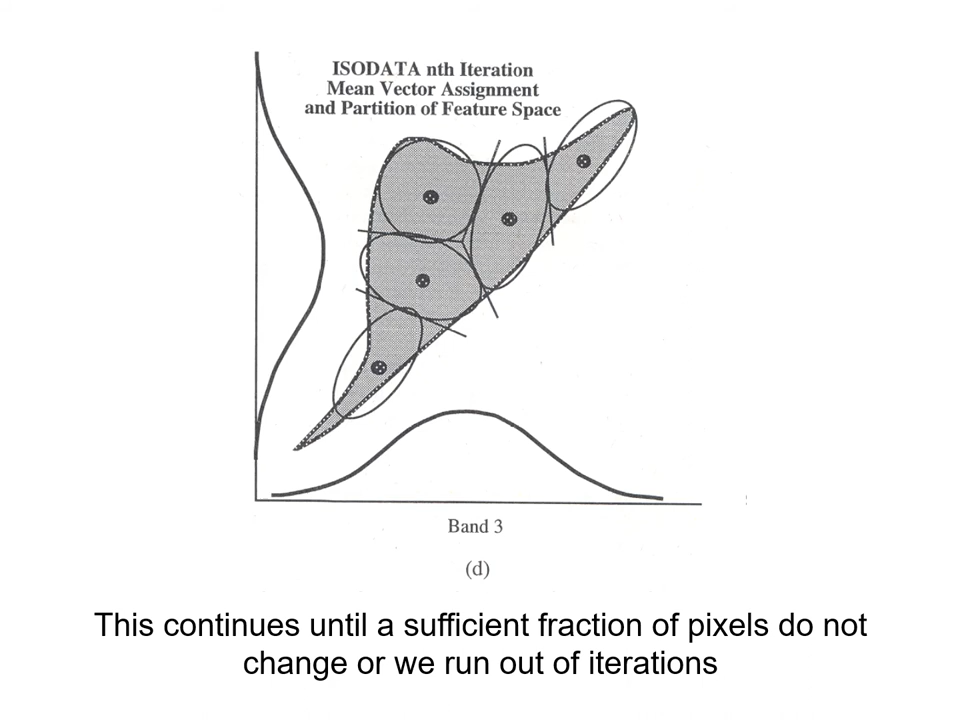 ISODATA nth Iteration
Mean Vector Assignment
and Partition of Feature Space
Band 3
(d)
This continues until a sufficient fraction of pixels do not
change or we run out of iterations